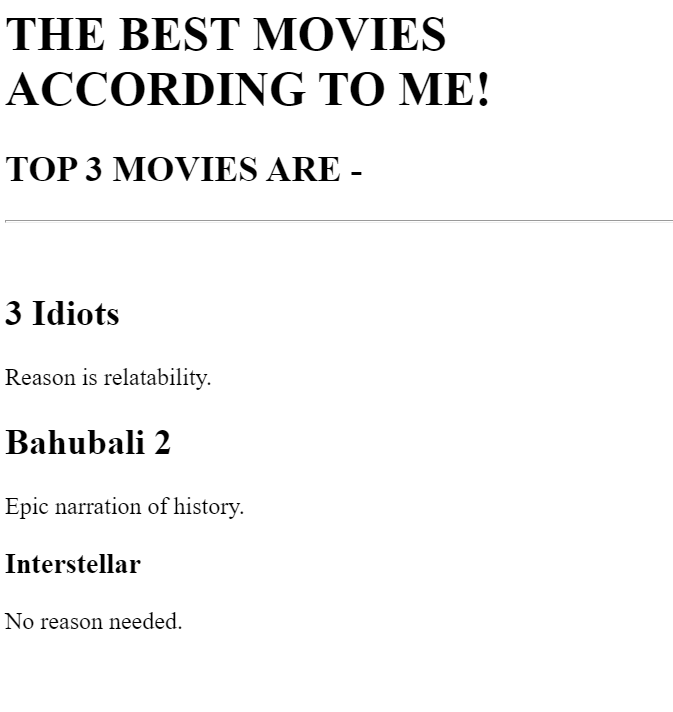 THE BEST MOVIES
ACCORDING TO ME!
TOP 3 MOVIES ARE -
3 Idiots
Reason is relatability.
Bahubali 2
Epic narration of history.
Interstellar
No reason needed.